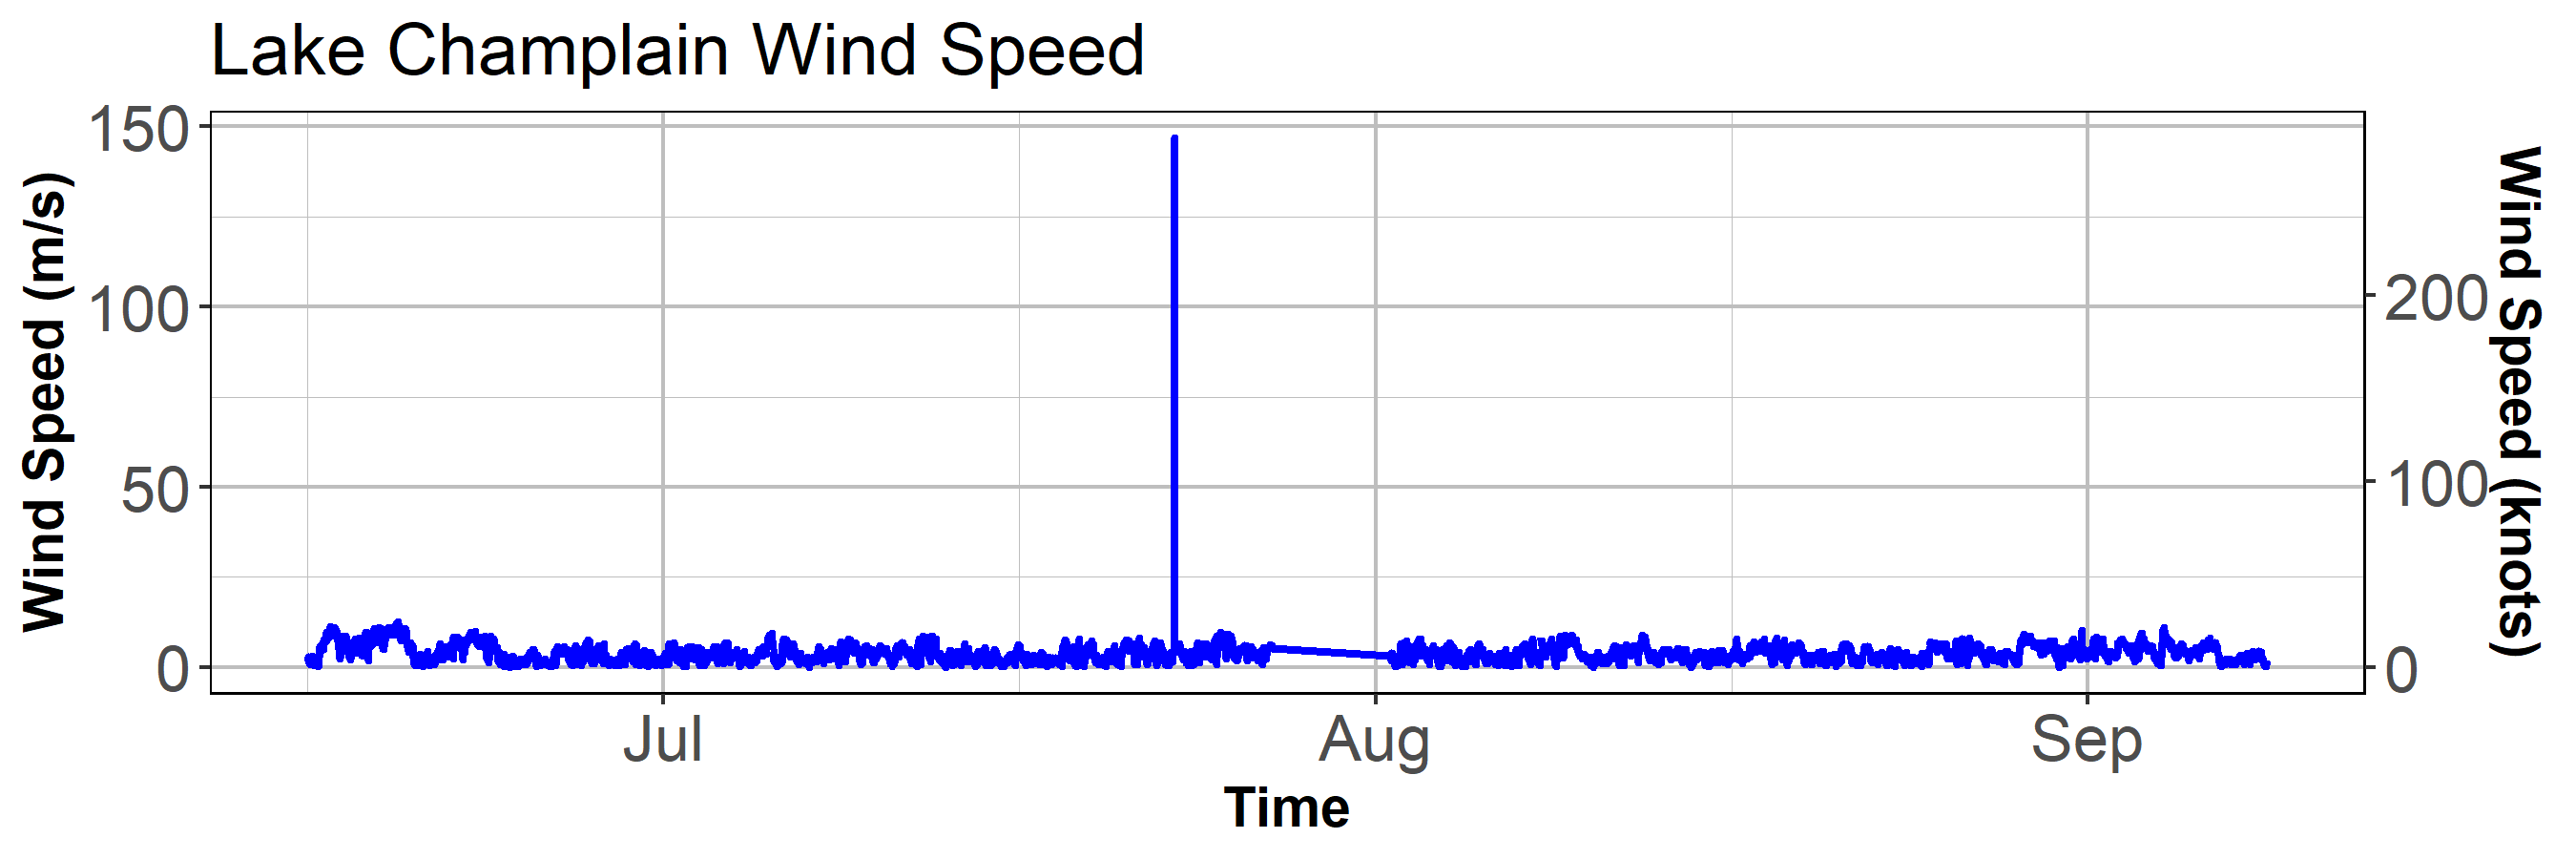 Lake Champlain Wind Speed
150
100
50
0
Wind Speed (m/s)
200
100
0
Wind Speed (knots)
Jul
Aug
Sep
Time